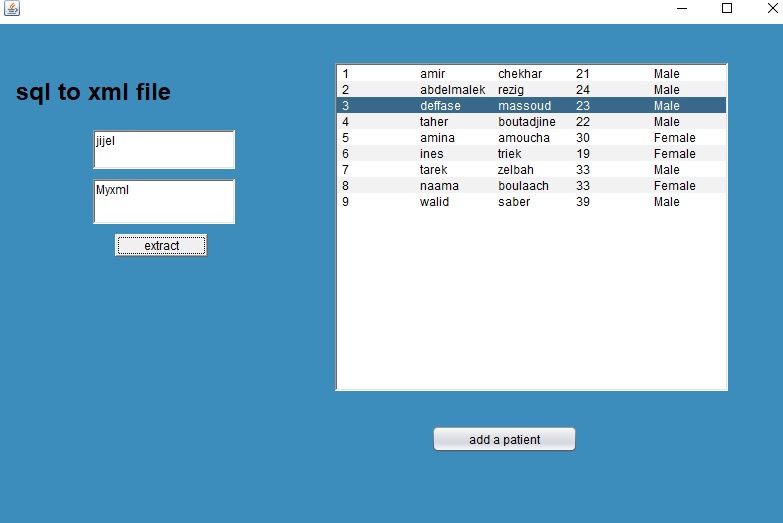 sql to xml file
jijel
Myxml
extract
1 amir chekhar 21 Male
2 abdelmalek rezig 24 Male
3 deffase massoud 23 Male
4 taher boutadjine 22 Male
5 amina amoucha 30 Female
6 ines triek 19 Female
7 tarek zelbah 33 Male
8 naama boulaach 33 Female
9 walid saber 39 Male
add a patient